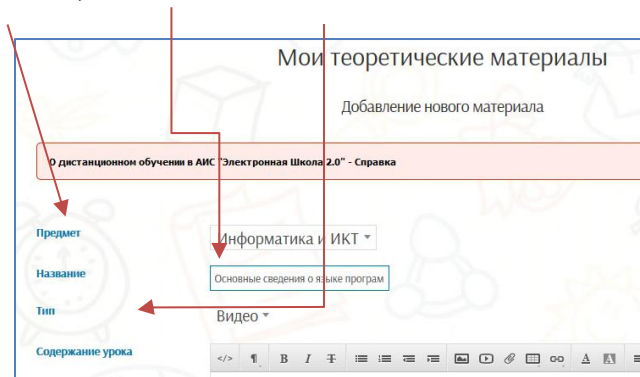 Мои теоретические материалы
Добавление нового материала
О дистанционном обучении в АИС "Электронная Школа 2.0" - Справка
Предмет
Информатика и ИКТ
Название
Основные сведения о языке програм
Тип
Видео
Содержание урока